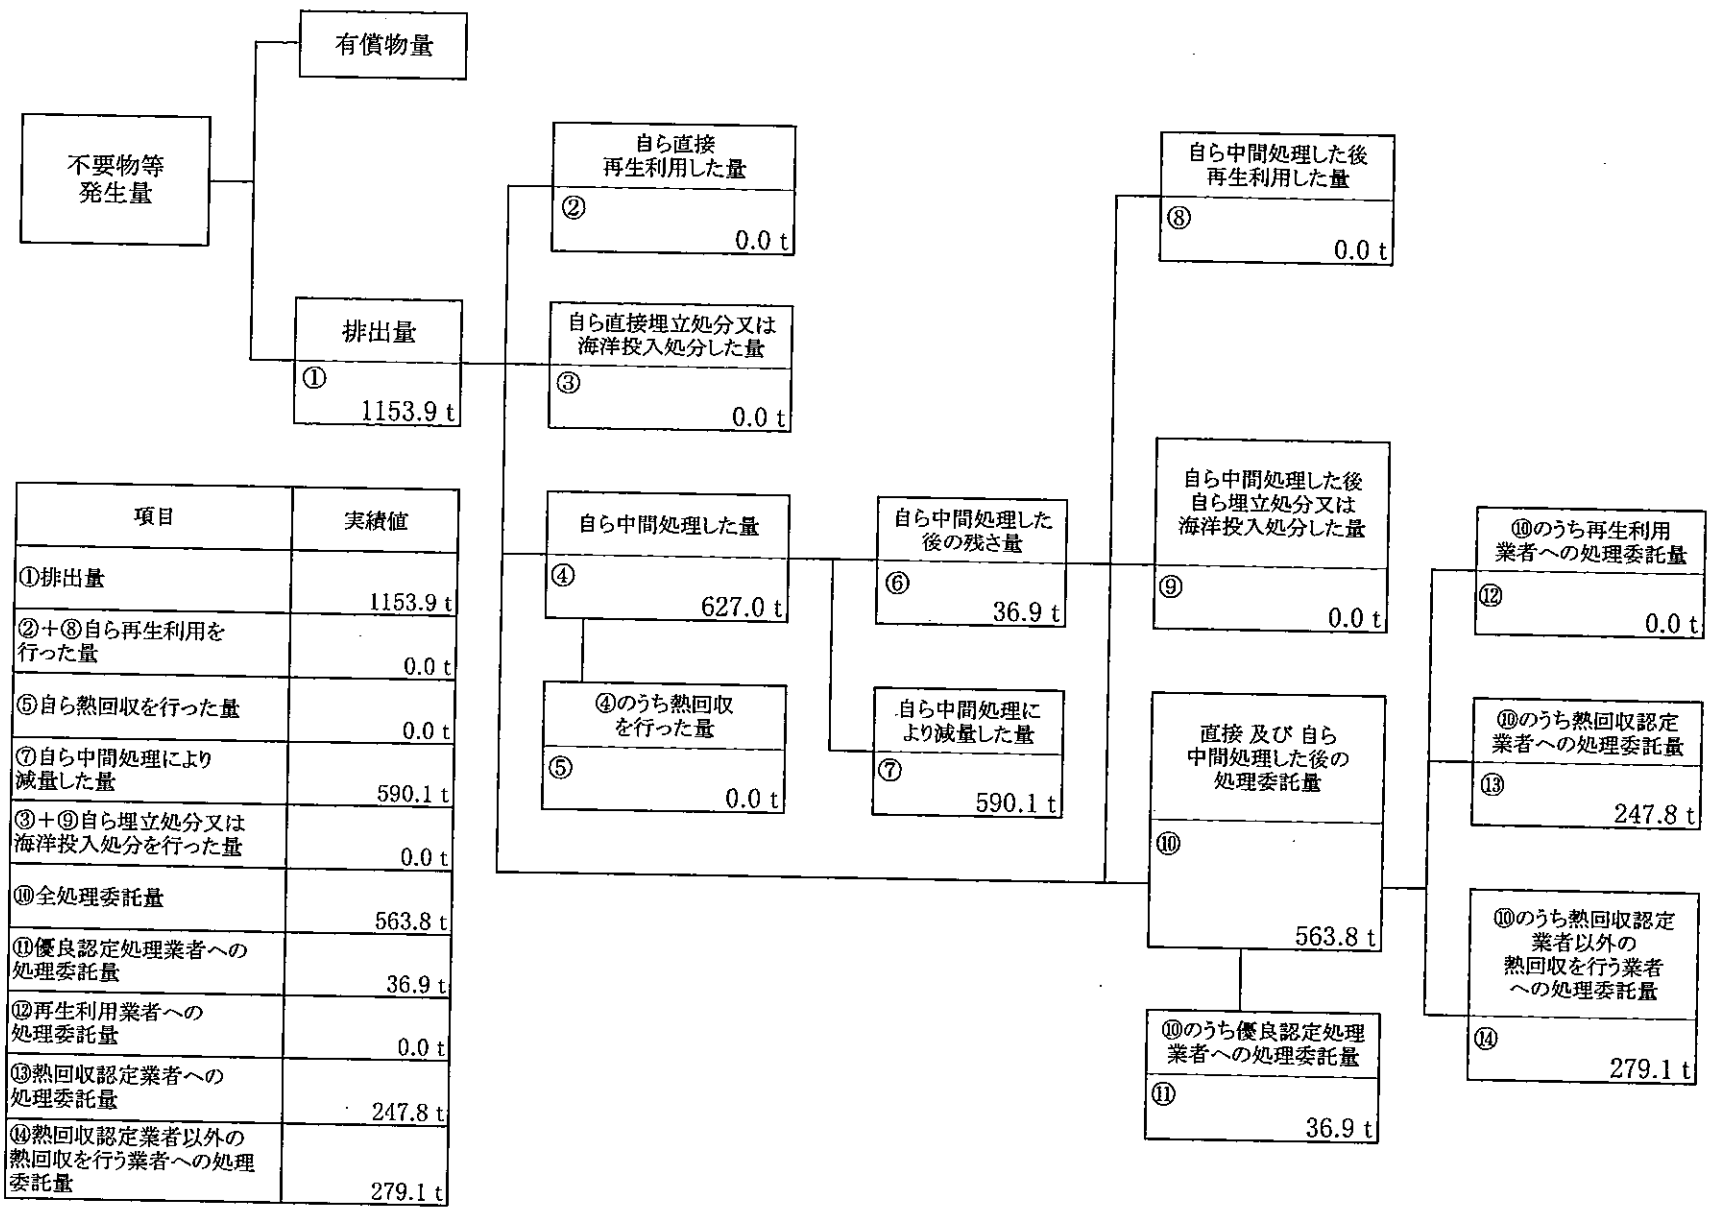 有償物量
不要物等
発生量
排出量
①
1153.9 t
自ら直接
再生利用した量
②
0.0 t
自ら直接埋立処分又は
海洋投入処分した量
③
0.0 t
自ら中間処理した量
④
627.0 t
④のうち熱回収
を行った量
⑤
0.0 t
自ら中間処理した
後の残さ量
⑥
36.9 t
自ら中間処理に
より減量した量
⑦
590.1 t
自ら中間処理した後
再生利用した量
⑧
0.0 t
自ら中間処理した後
自ら埋立処分又は
海洋投入処分した量
⑨
0.0 t
直接 及び 自ら
中間処理した後の
処理委託量
⑩
563.8 t
⑩のうち優良認定処理
業者への処理委託量
⑪
36.9 t
⑩のうち再生利用
業者への処理委託量
⑫
0.0 t
⑩のうち熱回収認定
業者への処理委託量
⑬
247.8 t
⑩のうち熱回収認定
業者以外の
熱回収を行う業者
への処理委託量
⑭
279.1 t
項目 実績値
①排出量
1153.9 t
②＋⑧自ら再生利用を
行った量
0.0 t
⑤自ら熱回収を行った量
0.0 t
⑦自ら中間処理により
減量した量
590.1 t
③＋⑨自ら埋立処分又は
海洋投入処分を行った量
0.0 t
⑩全処理委託量
563.8 t
⑪優良認定処理業者への
処理委託量
36.9 t
⑫再生利用業者への
処理委託量
0.0 t
⑬熱回収認定業者への
処理委託量
247.8 t
⑭熱回収認定業者以外の
熱回収を行う業者への処理
委託量
279.1 t